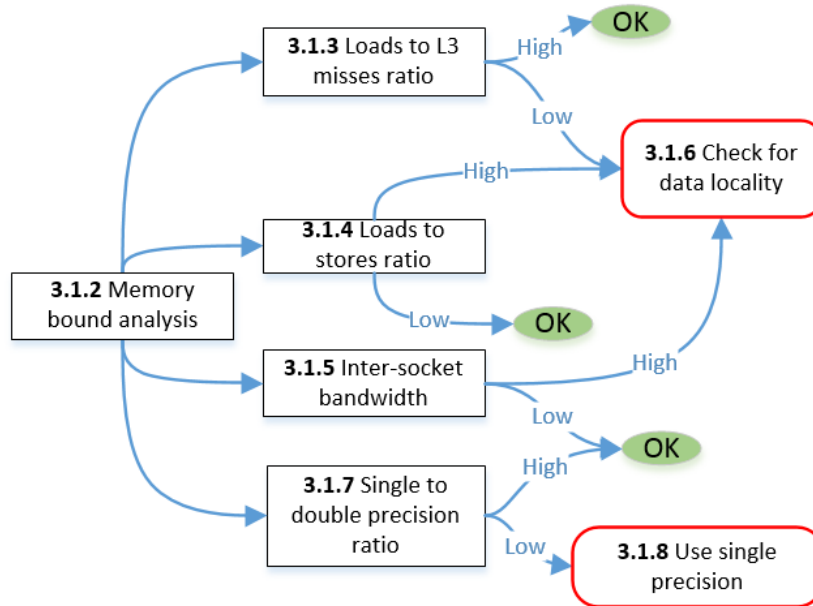 3.1.3 Loads to L3
misses ratio
High
OK
Low
3.1.6 Check for
data locality
High
3.1.4 Loads to
stores ratio
3.1.2 Memory
bound analysis
Low
OK
3.1.5 Inter-socket
bandwidth
High
Low
OK
3.1.7 Single to
double precision
ratio
High
Low
3.1.8 Use single
precision